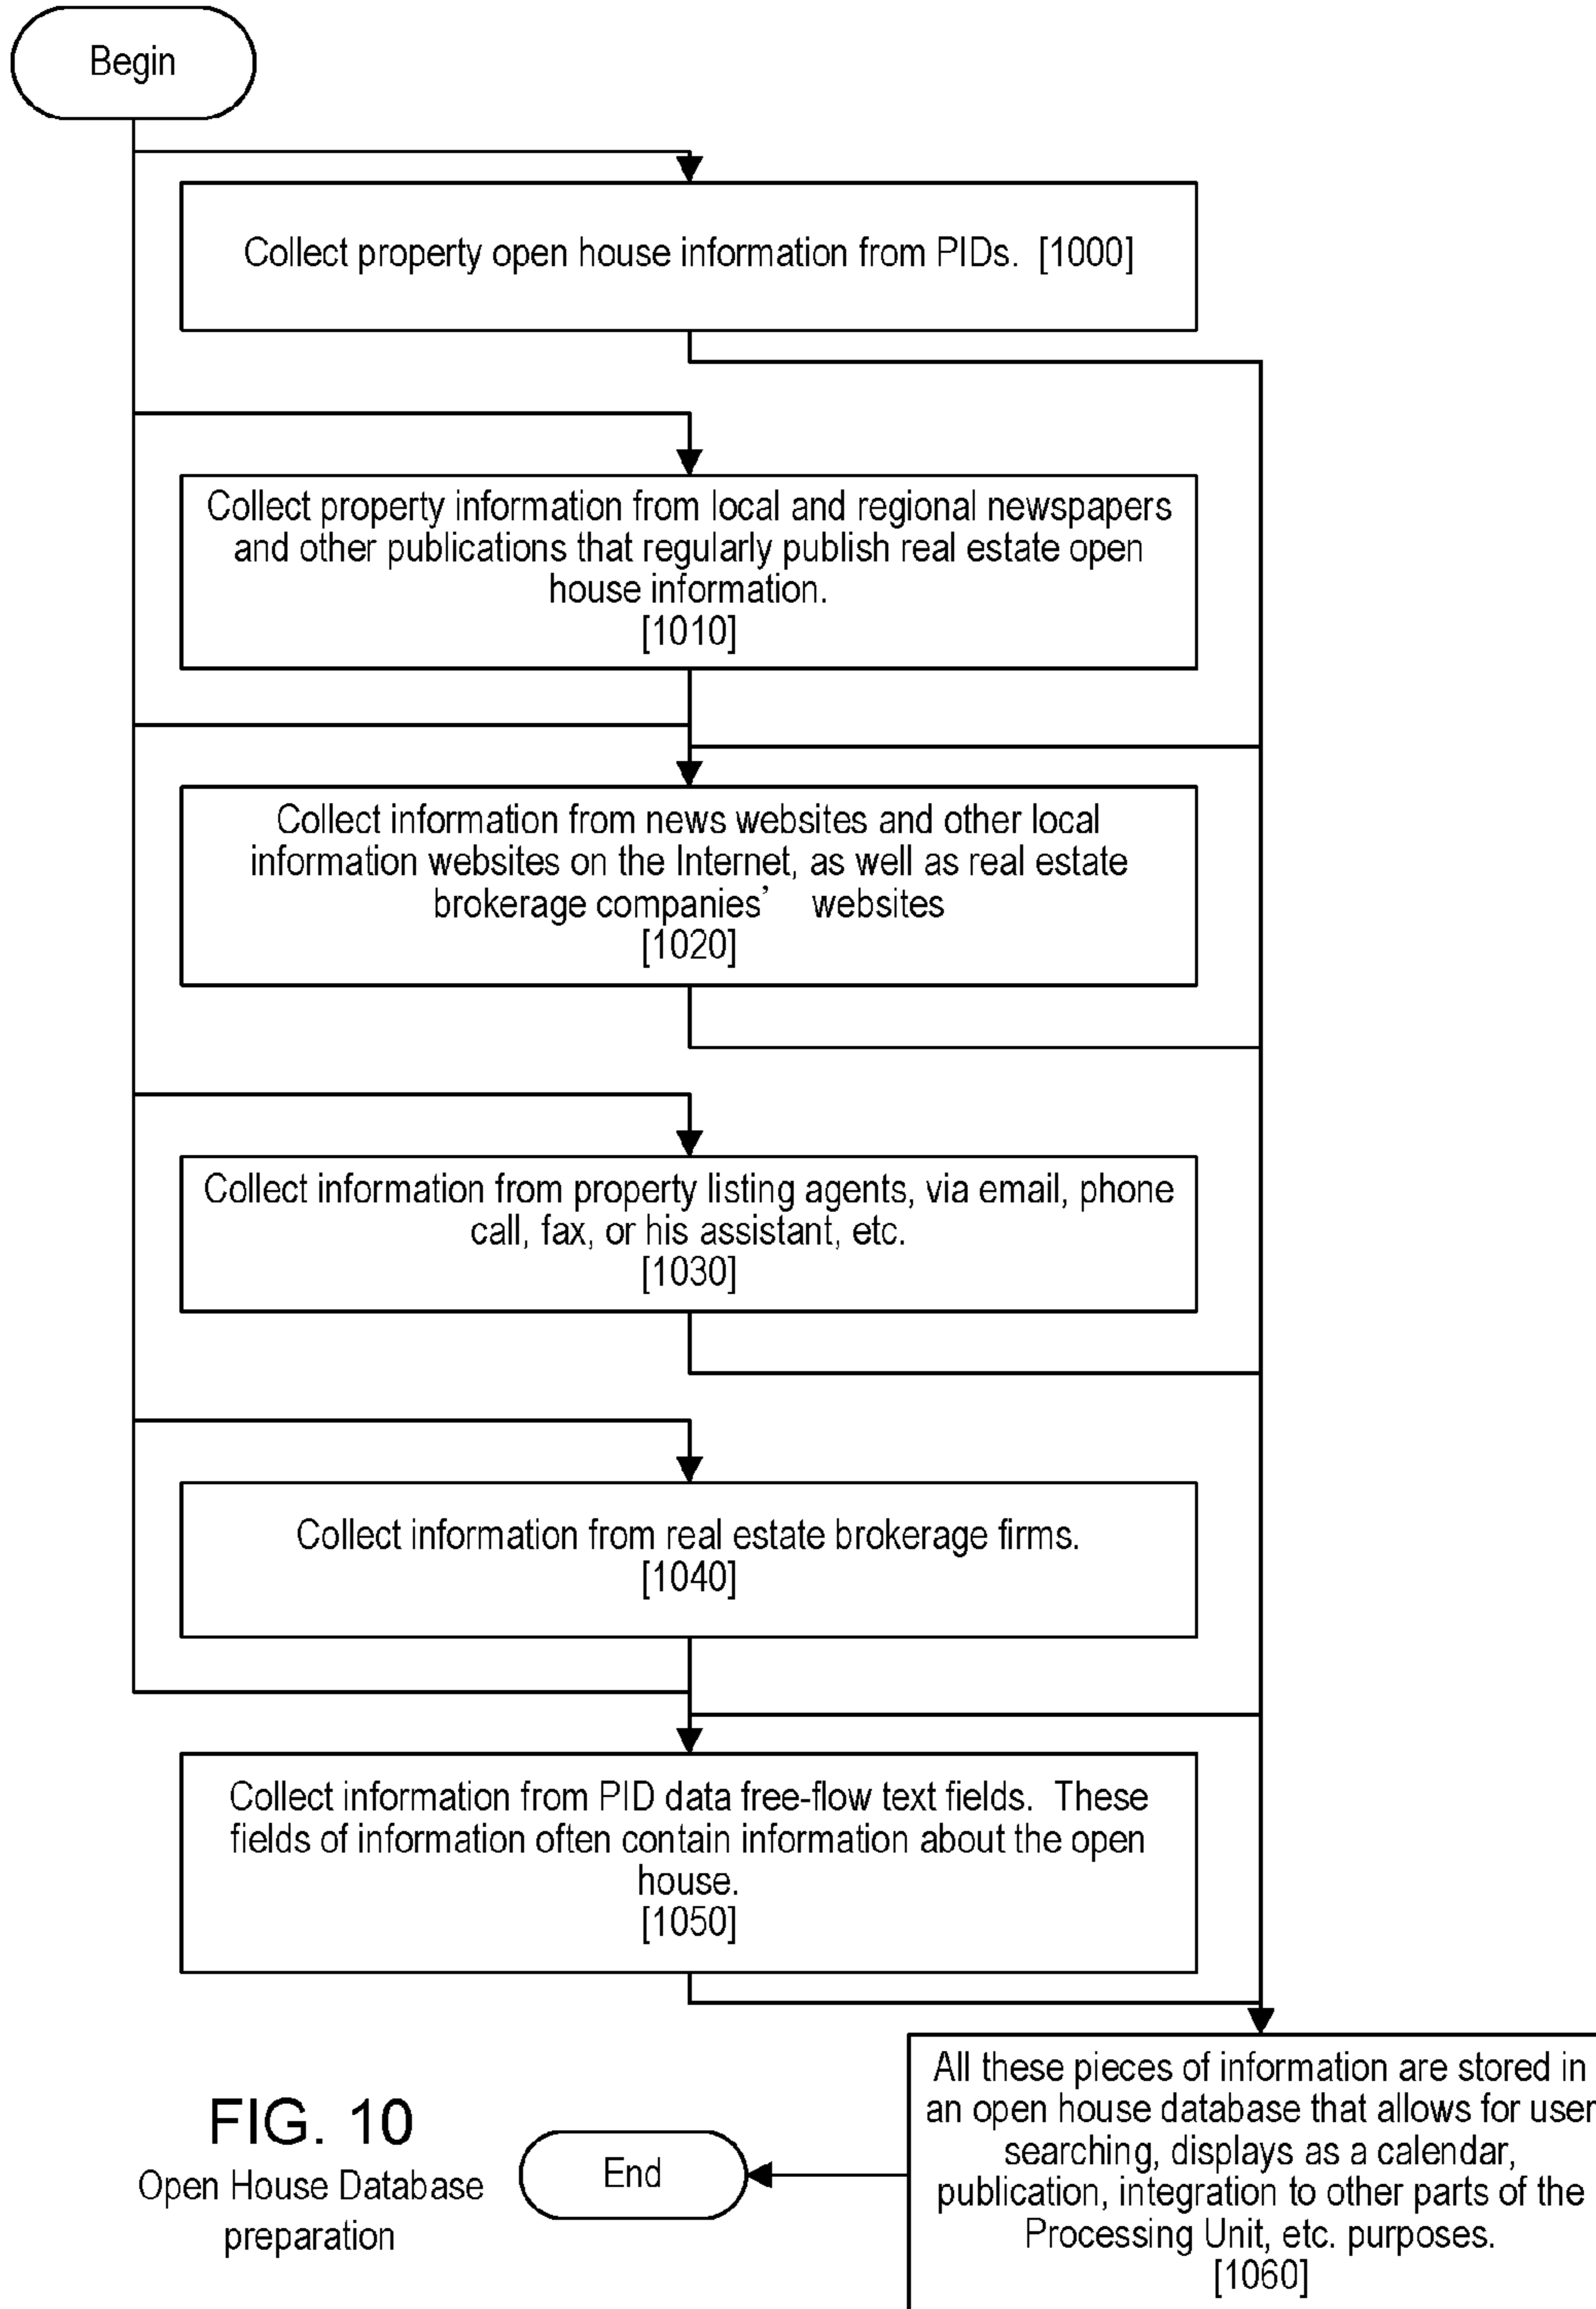 Begin
Collect property open house information from PIDs. [1000]
Collect property information from local and regional newspapers
and other publications that regularly publish real estate open
house information.
[1010]
Collect information from news websites and other local
information websites on the Internet, as well as real estate
brokerage companies’ websites
[1020]
Collect information from property listing agents, via email, phone
call, fax, or his assistant, etc.
[1030]
Collect information from real estate brokerage firms.
[1040]
Collect information from PID data free-flow text fields. These
fields of information often contain information about the open
house.
[1050]
All these pieces of information are stored in
an open house database that allows for user
searching, displays as a calendar,
publication, integration to other parts of the
Processing Unit, etc. purposes.
[1060]
End
FIG. 10
Open House Database
preparation